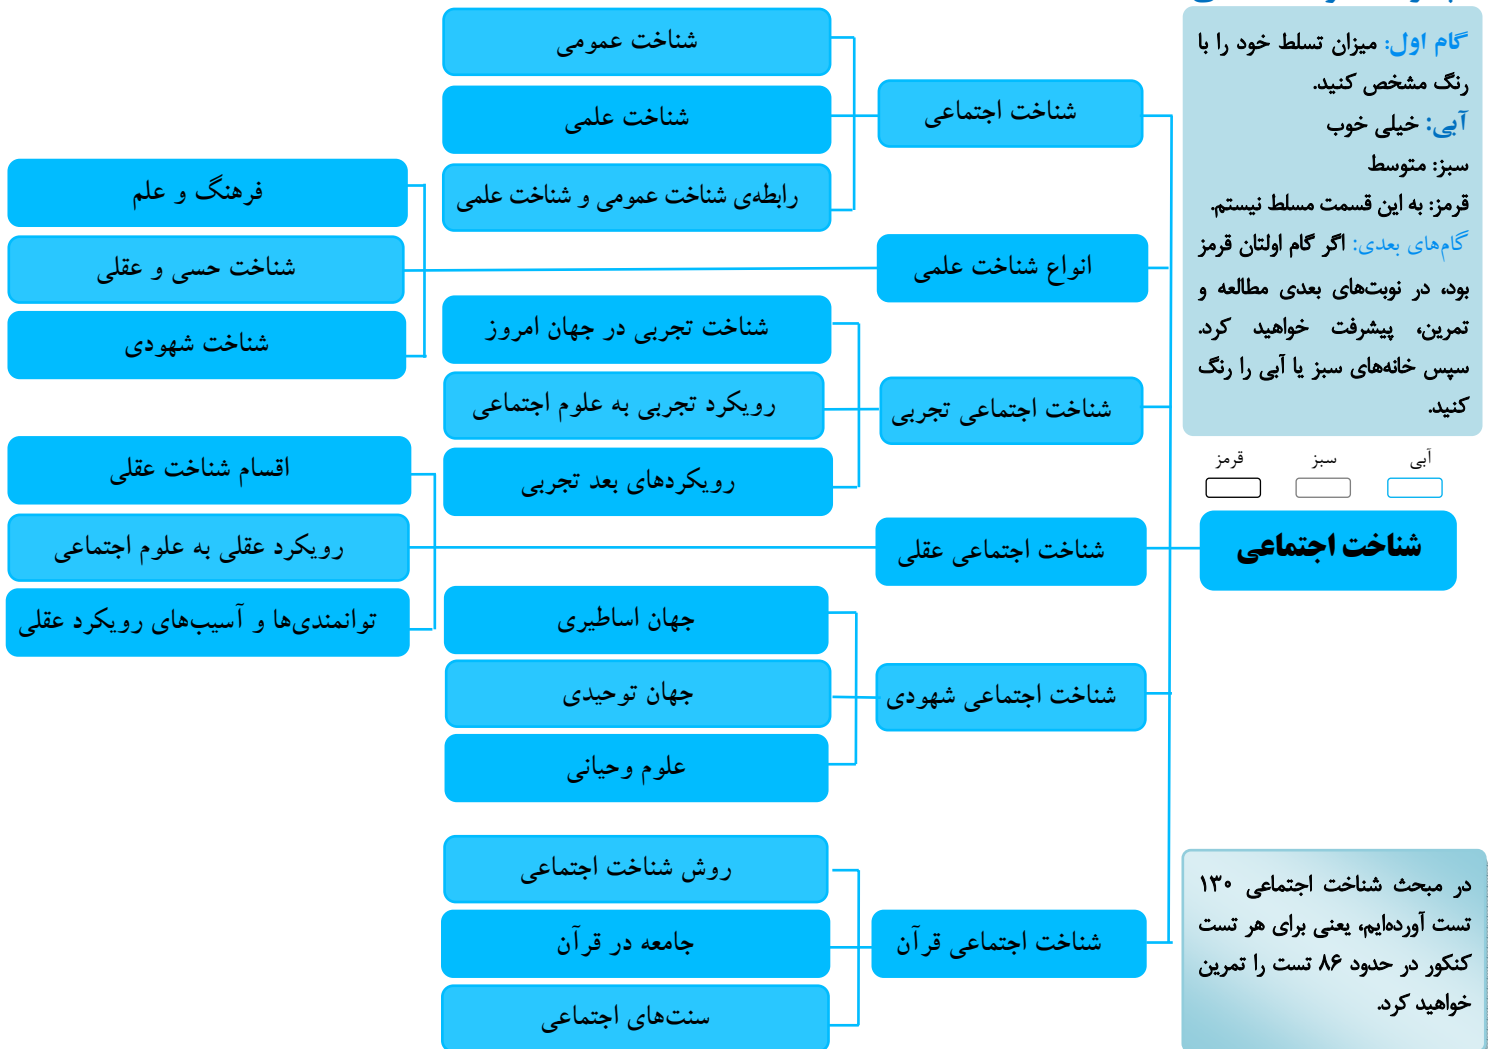 گام اول: میزان تسلط خود را با
رنگ مشخص کنید.
آبی: خیلی خوب
سبز: متوسط
قرمز: به این قسمت مسلط نیستم.
گام‌های بعدی: اگر گام اولتان قرمز
بود، در نوبت‌های بعدی مطالعه و
تمرین، پیشرفت خواهید کرد.
سپس خانه‌های سبز یا آبی را رنگ
کنید.
آبی سبز قرمز
شناخت اجتماعی
شناخت اجتماعی
شناخت عمومی
شناخت علمی
رابطه‌ی شناخت عمومی و شناخت علمی
انواع شناخت علمی
فرهنگ و علم
شناخت حسی و عقلی
شناخت شهودی
شناخت اجتماعی تجربی
شناخت تجربی در جهان امروز
رویکرد تجربی به علوم اجتماعی
رویکردهای بعد تجربی
شناخت اجتماعی عقلی
اقسام شناخت عقلی
رویکرد عقلی به علوم اجتماعی
توانمندی‌ها و آسیب‌های رویکرد عقلی
شناخت اجتماعی شهودی
جهان اساطیری
جهان توحیدی
علوم وحیانی
شناخت اجتماعی قرآن
روش شناخت اجتماعی
جامعه در قرآن
سنت‌های اجتماعی
در مبحث شناخت اجتماعی ۱۳۰
تست آورده‌ایم، یعنی برای هر تست
کنکور در حدود ۸۶ تست را تمرین
خواهید کرد.